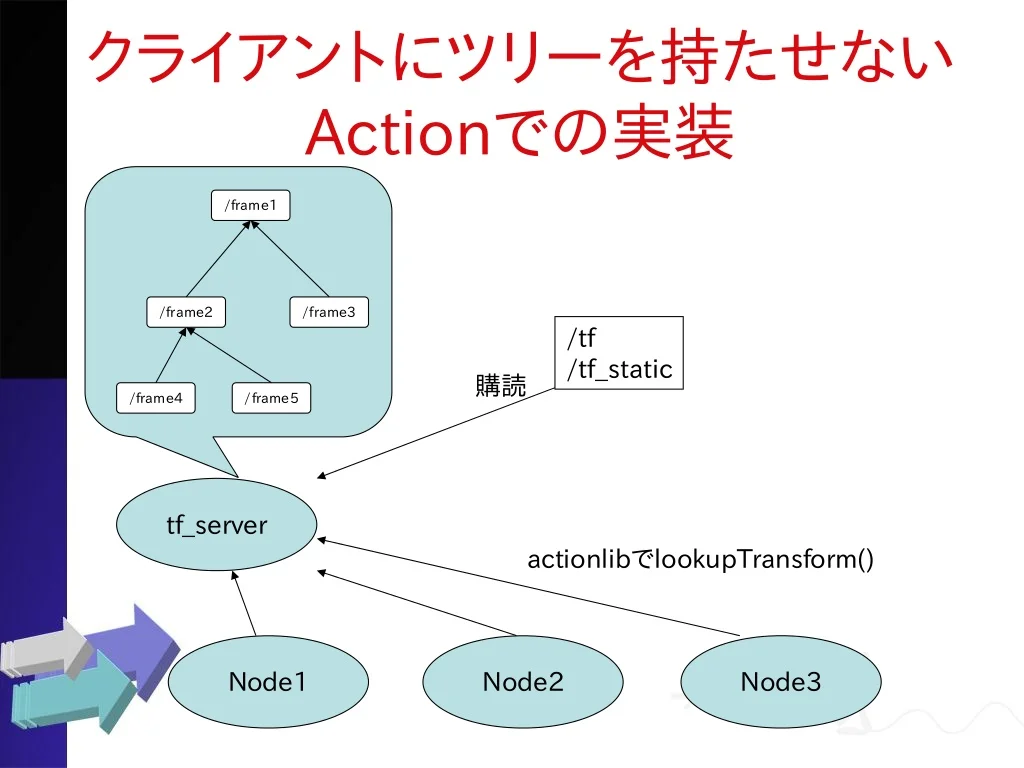 クライアントにツリーを持たせない
Actionでの実装
/frame1
/frame2
/frame3
/frame4
/frame5
/tf
/tf_static
購読
tf_server
actionlibでlookupTransform()
Node1
Node2
Node3